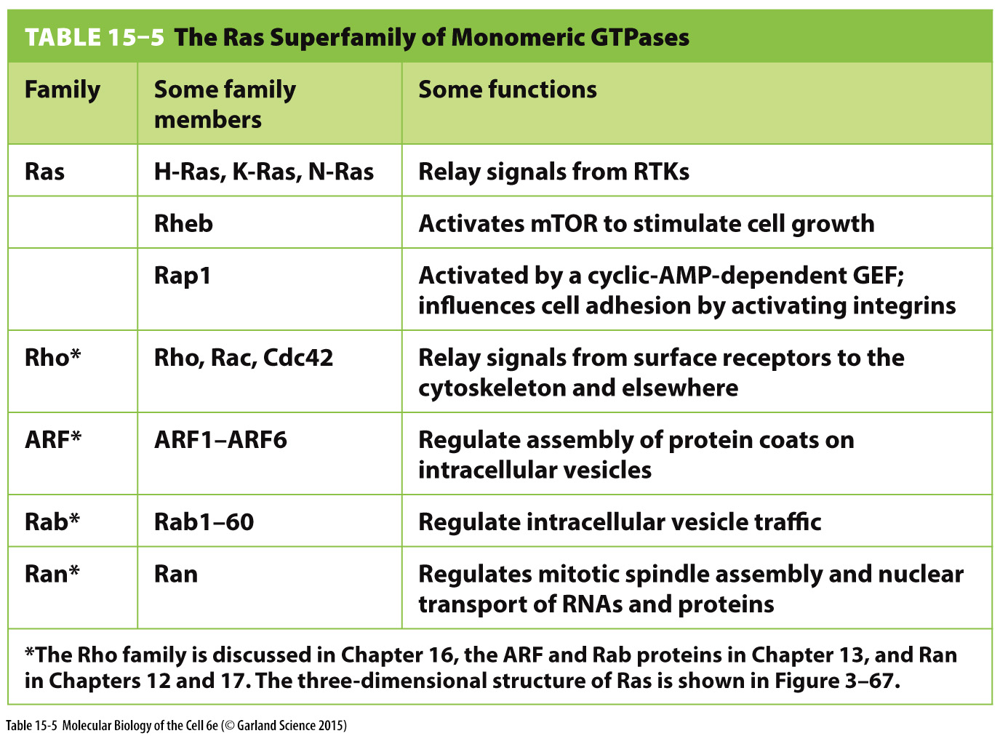 TABLE 15–5 The Ras Superfamily of Monomeric GTPases
Family
Some family
members
Some functions
Ras
H-Ras, K-Ras, N-Ras
Relay signals from RTKs
Rheb
Activates mTOR to stimulate cell growth
Rap1
Activated by a cyclic-AMP-dependent GEF;
influences cell adhesion by activating integrins
Rho*
Rho, Rac, Cdc42
Relay signals from surface receptors to the
cytoskeleton and elsewhere
ARF*
ARF1–ARF6
Regulate assembly of protein coats on
intracellular vesicles
Rab*
Rab1–60
Regulate intracellular vesicle traffic
Ran*
Ran
Regulates mitotic spindle assembly and nuclear
transport of RNAs and proteins
*The Rho family is discussed in Chapter 16, the ARF and Rab proteins in Chapter 13, and Ran
in Chapters 12 and 17. The three-dimensional structure of Ras is shown in Figure 3–67.
Table 15-5 Molecular Biology of the Cell 6e (© Garland Science 2015)